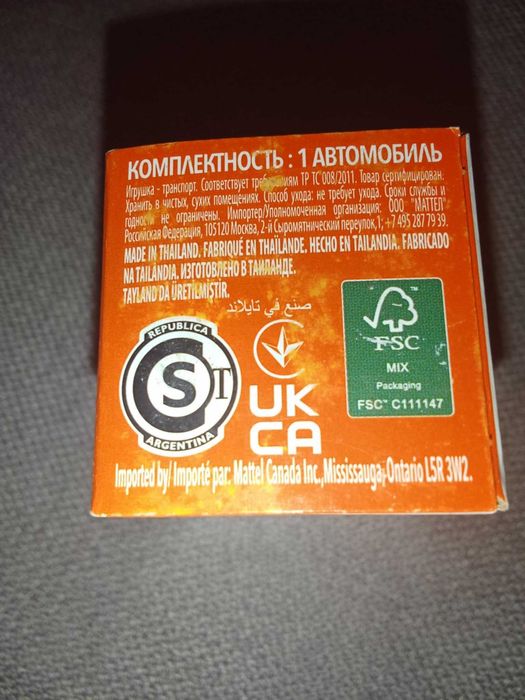 КОМПЛЕКТНОСТЬ : 1 АВТОМОБИЛЬ
Игрушка - транспорт. Соответствует требованиям ТР ТС 008/2011. Товар сертифицирован.
Хранить в чистых, сухих помещениях. Способ ухода: не требует ухода. Сроки службы и
годности не ограничены. Импортер/Уполномоченная организация: ООО "МАТТЕЛ",
Российская Федерация, 105120 Москва, 2-й Сыромятнический переулок,1; +7 495 287 79 39.
MADE IN THAILAND. FABRIQUÉ EN THAÏLANDE. HECHO EN TAILANDIA. FABRICADO
NA TAILÂNDIA. ИЗГОТОВЛЕНО В ТАИЛАНДЕ.
TAYLAND DA ÜRETİLMİŞTİR.
صنع في تايلاند
REPUBLICA
S T
ARGENTINA
UK
CA
FSC
MIX
Packaging
FSC™ C111147
Imported by/ Importé par: Mattel Canada Inc.,Mississauga, Ontario L5R 3W2.